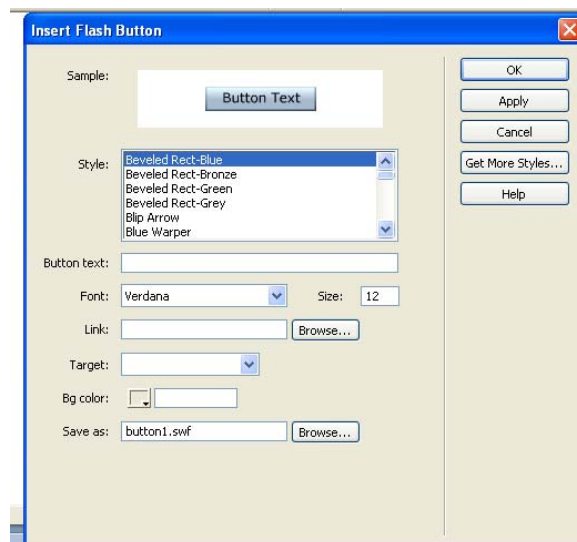 Insert Flash Button
Sample:
Button Text
Style:
Beveled Rect-Blue
Beveled Rect-Bronze
Beveled Rect-Green
Beveled Rect-Grey
Blip Arrow
Blue Warper
Button text:
Font: Verdana Size: 12
Link: Browse...
Target:
Bg color:
Save as: button1.swf Browse...
OK
Apply
Cancel
Get More Styles...
Help